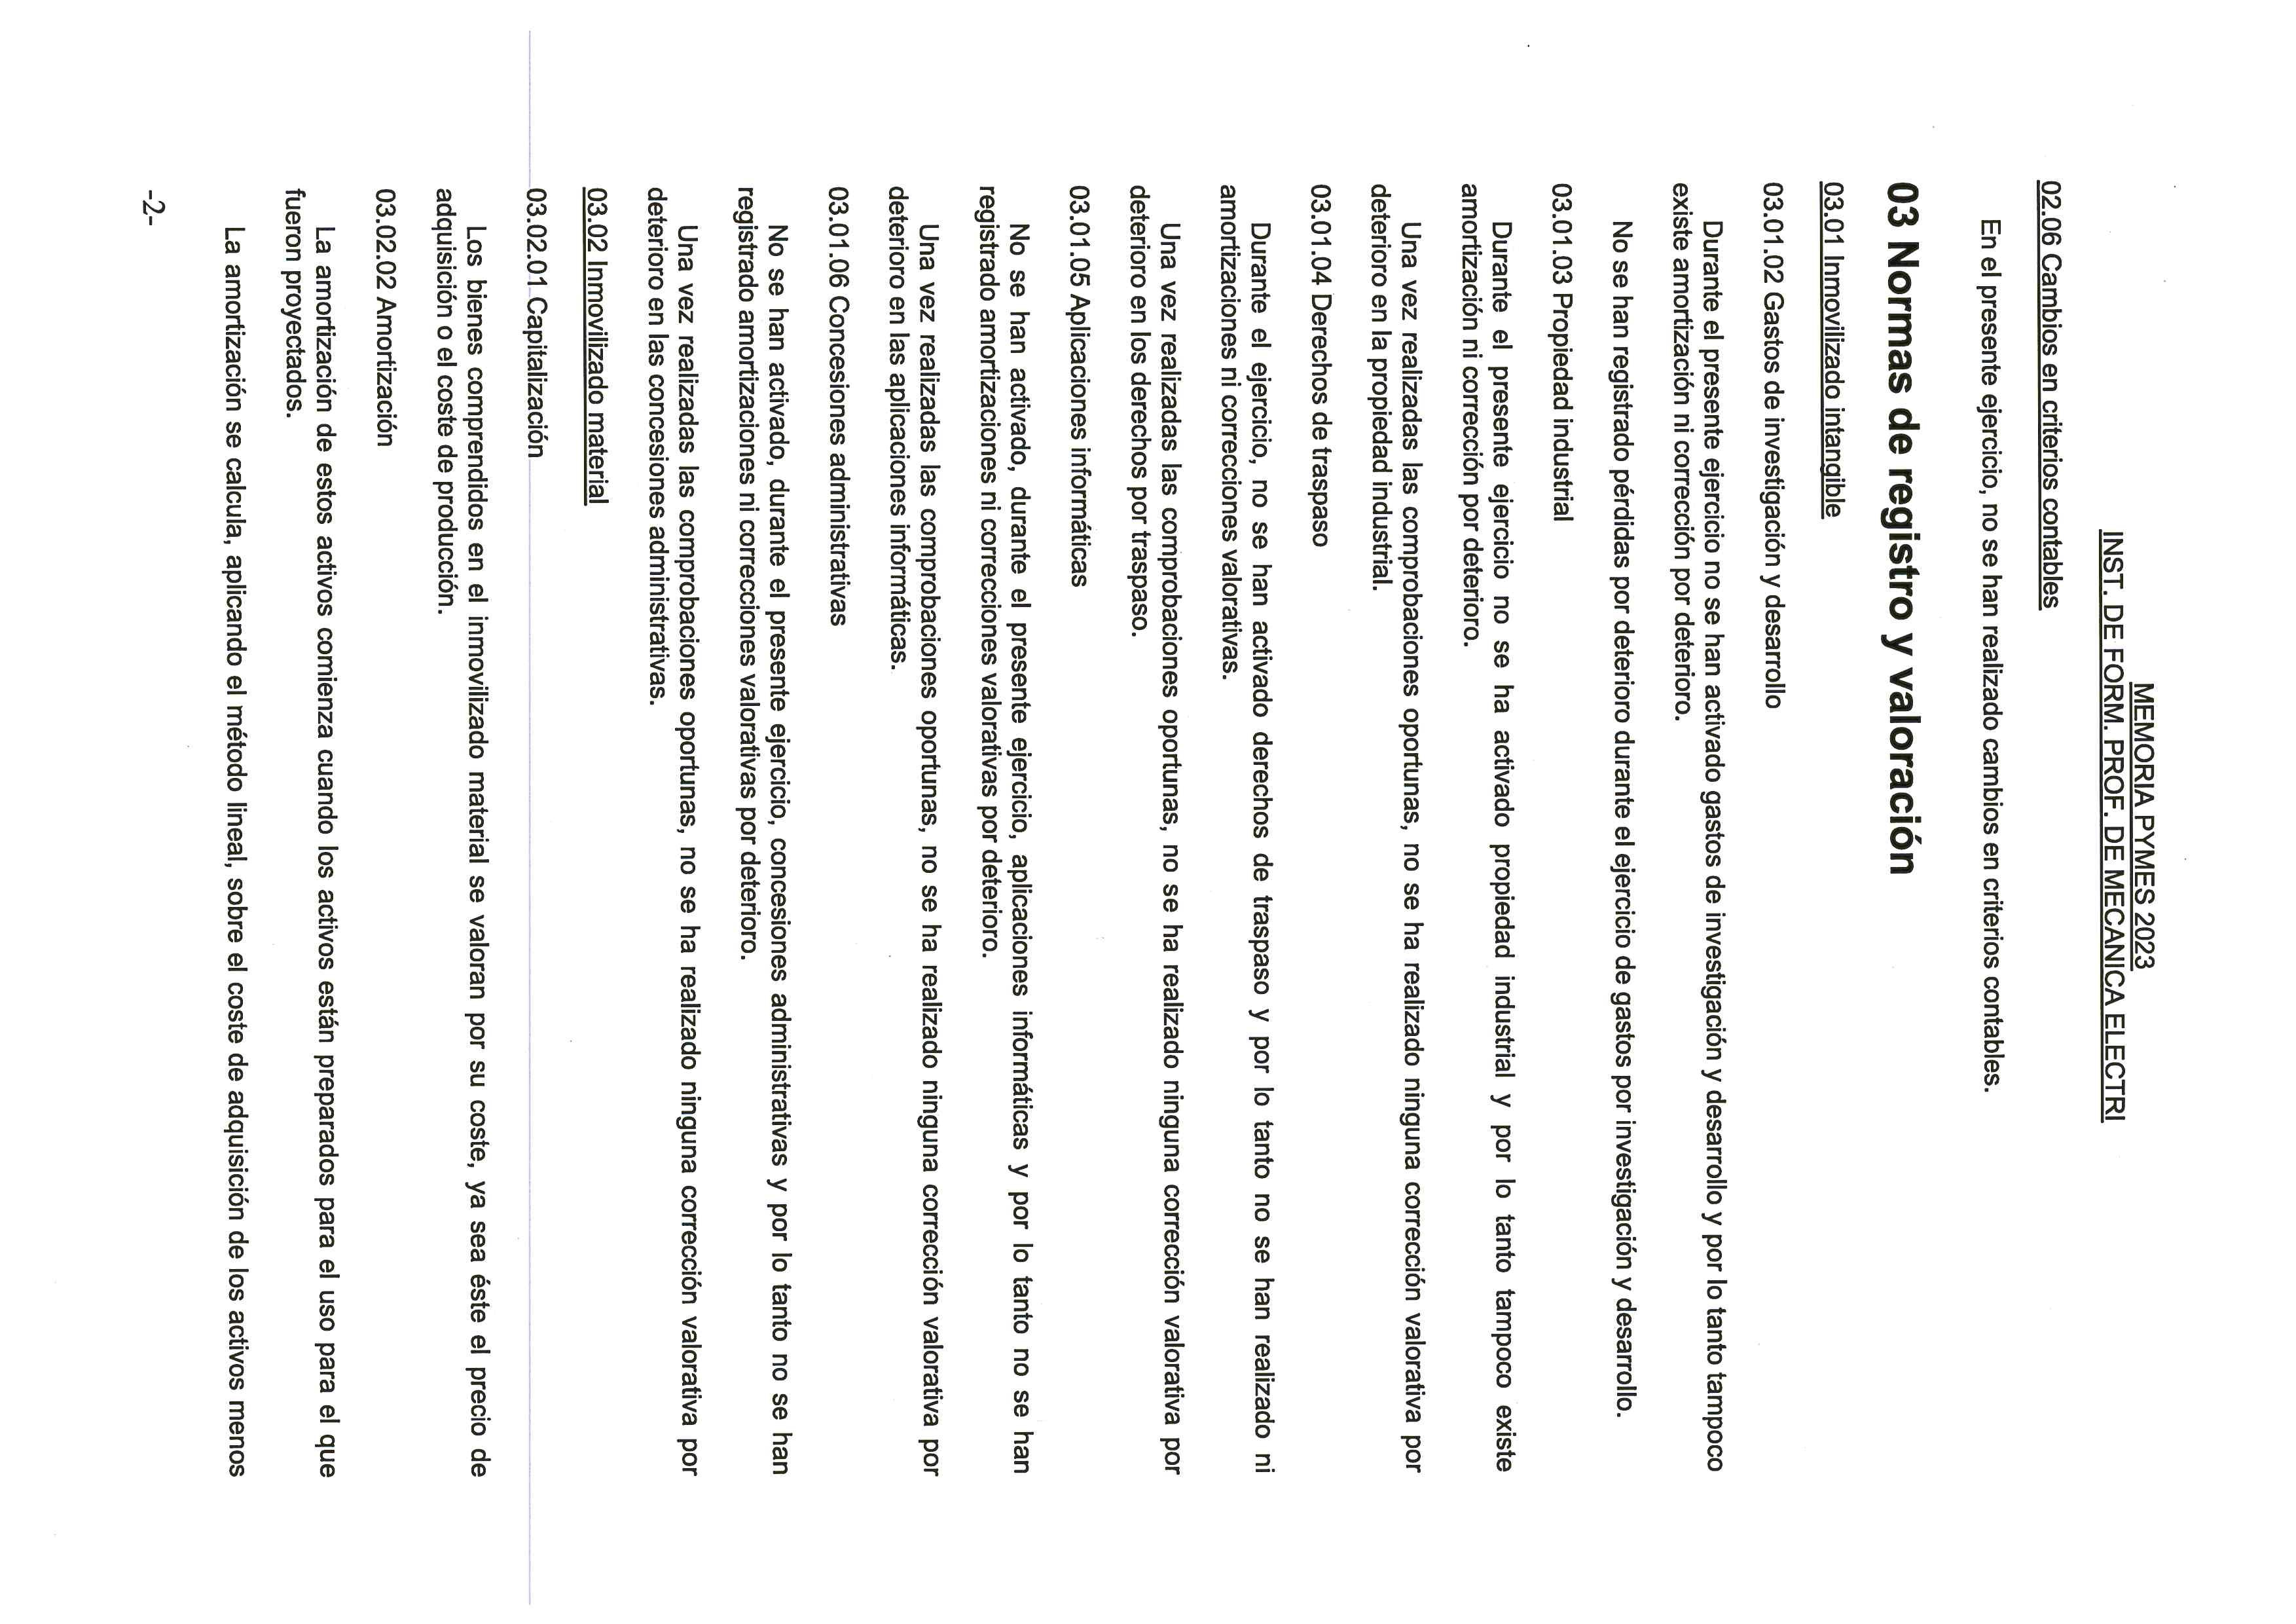 MEMORIA PYMES 2023
INST. DE FORM. PROF. DE MECANICA ELECTRI
02.06 Cambios en criterios contables
En el presente ejercicio, no se han realizado cambios en criterios contables.
03 Normas de registro y valoración
03.01 Inmovilizado intangible
03.01.02 Gastos de investigación y desarrollo
Durante el presente ejercicio no se han activado gastos de investigación y desarrollo y por lo tanto tampoco
existe amortización ni corrección por deterioro.
No se han registrado pérdidas por deterioro durante el ejercicio de gastos por investigación y desarrollo.
03.01.03 Propiedad industrial
Durante el presente ejercicio no se ha activado propiedad industrial y por lo tanto tampoco existe
amortización ni corrección por deterioro.
Una vez realizadas las comprobaciones oportunas, no se ha realizado ninguna corrección valorativa por
deterioro en la propiedad industrial.
03.01.04 Derechos de traspaso
Durante el ejercicio, no se han activado derechos de traspaso y por lo tanto no se han realizado ni
amortizaciones ni correcciones valorativas.
Una vez realizadas las comprobaciones oportunas, no se ha realizado ninguna corrección valorativa por
deterioro en los derechos por traspaso.
03.01.05 Aplicaciones informáticas
No se han activado, durante el presente ejercicio, aplicaciones informáticas y por lo tanto no se han
registrado amortizaciones ni correcciones valorativas por deterioro.
Una vez realizadas las comprobaciones oportunas, no se ha realizado ninguna corrección valorativa por
deterioro en las aplicaciones informáticas.
03.01.06 Concesiones administrativas
No se han activado, durante el presente ejercicio, concesiones administrativas y por lo tanto no se han
registrado amortizaciones ni correcciones valorativas por deterioro.
Una vez realizadas las comprobaciones oportunas, no se ha realizado ninguna corrección valorativa por
deterioro en las concesiones administrativas.
03.02 Inmovilizado material
03.02.01 Capitalización
Los bienes comprendidos en el inmovilizado material se valoran por su coste, ya sea éste el precio de
adquisición o el coste de producción.
03.02.02 Amortización
La amortización de estos activos comienza cuando los activos están preparados para el uso para el que
fueron proyectados.
La amortización se calcula, aplicando el método lineal, sobre el coste de adquisición de los activos menos
-2-